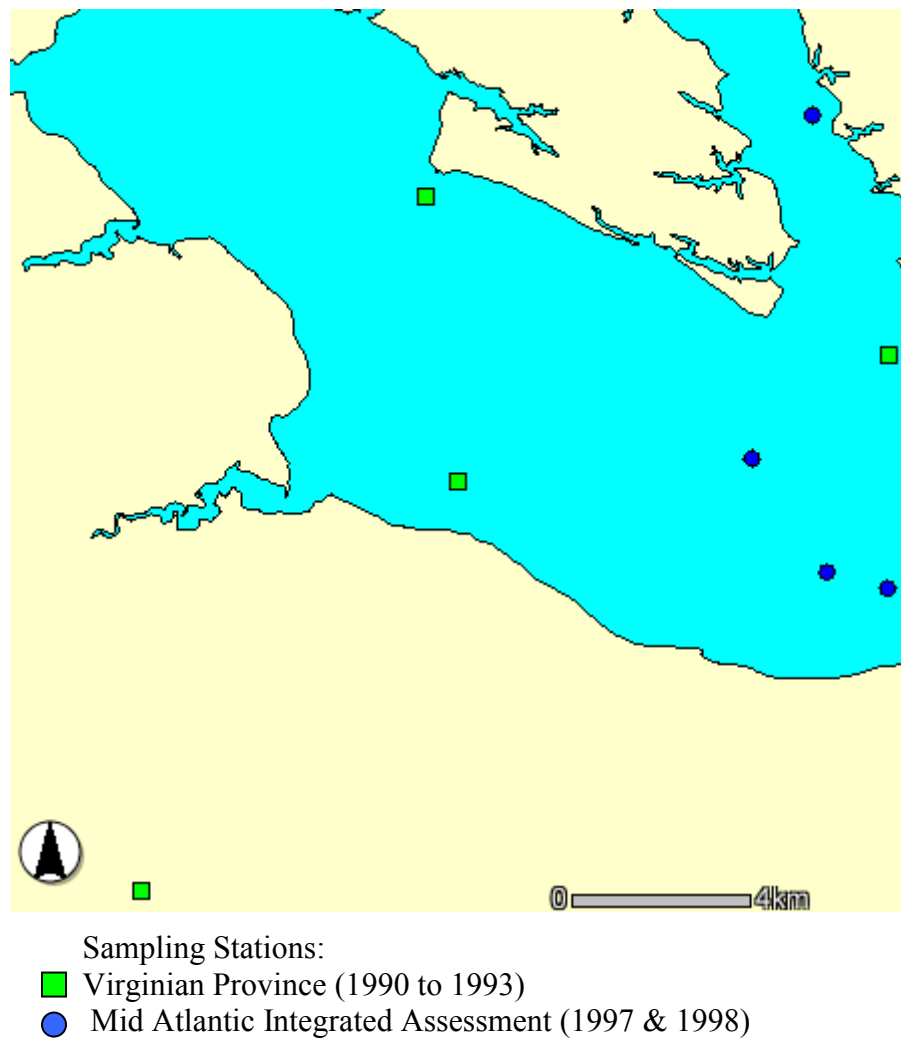 0 4km
Sampling Stations:
Virginian Province (1990 to 1993)
Mid Atlantic Integrated Assessment (1997 & 1998)